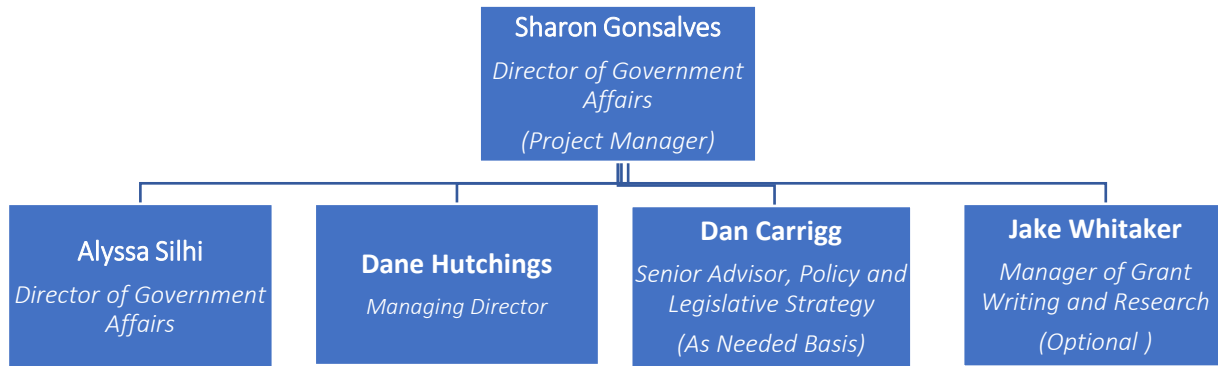 Sharon Gonsalves
Director of Government
Affairs
(Project Manager)
Alyssa Silhi
Director of Government
Affairs
Dane Hutchings
Managing Director
Dan Carrigg
Senior Advisor, Policy and
Legislative Strategy
(As Needed Basis)
Jake Whitaker
Manager of Grant
Writing and Research
(Optional )